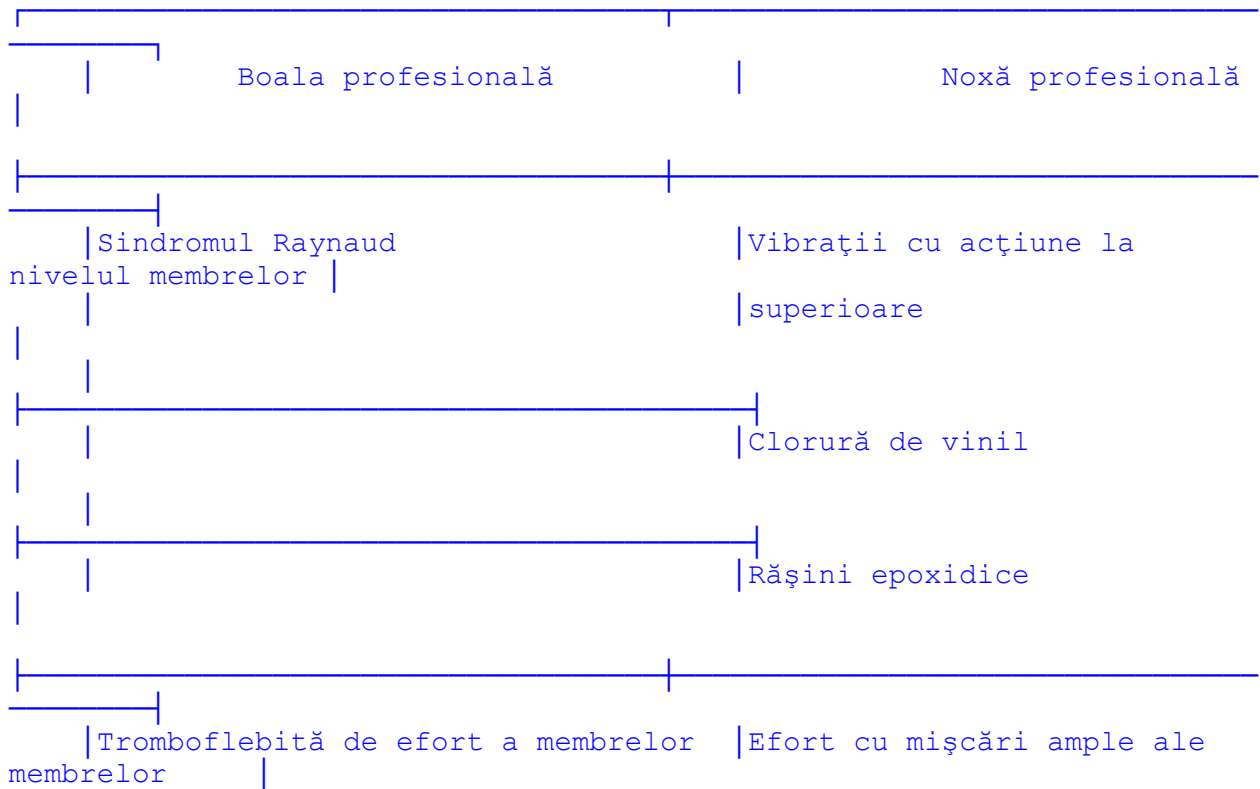 Boala profesională Noxă profesională
Sindromul Raynaud Vibraţii cu acţiune la
nivelul membrelor
superioare
Clorură de vinil
Răşini epoxidice
Tromboflebită de efort a membrelor Efort cu mişcări ample ale
membrelor